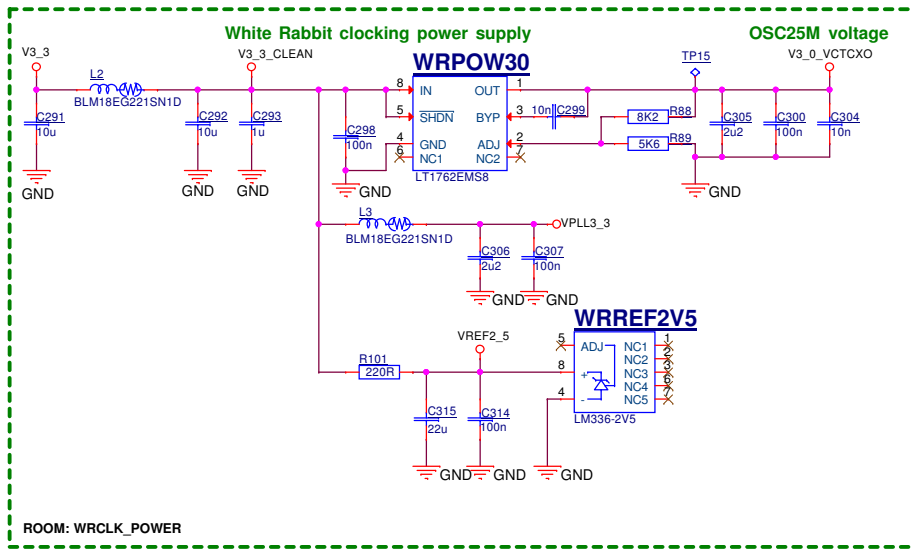 White Rabbit clocking power supply
OSC25M voltage
V3_3
V3_3_CLEAN
WRPOW30
TP15
V3_0_VCTCXO
L2
BLM18EG221SN1D
8
IN
OUT
1
5
SHDN
BYP
3
10n
C299
4
GND
ADJ
2
6
NC1
NC2
7
LT1762EMS8
8K2
R88
5K6
R89
C291
10u
C292
10u
C293
1u
C298
100n
C305
2u2
C300
100n
C304
10n
GND
GND
GND
GND
GND
L3
BLM18EG221SN1D
VPLL3_3
C306
2u2
C307
100n
GND
GND
WRREF2V5
VREF2_5
R101
220R
5
ADJ
NC1
1
NC2
2
8
+
NC3
3
NC4
6
4
-
NC5
7
LM336-2V5
C315
22u
C314
100n
GND
GND
GND
ROOM: WRCLK_POWER